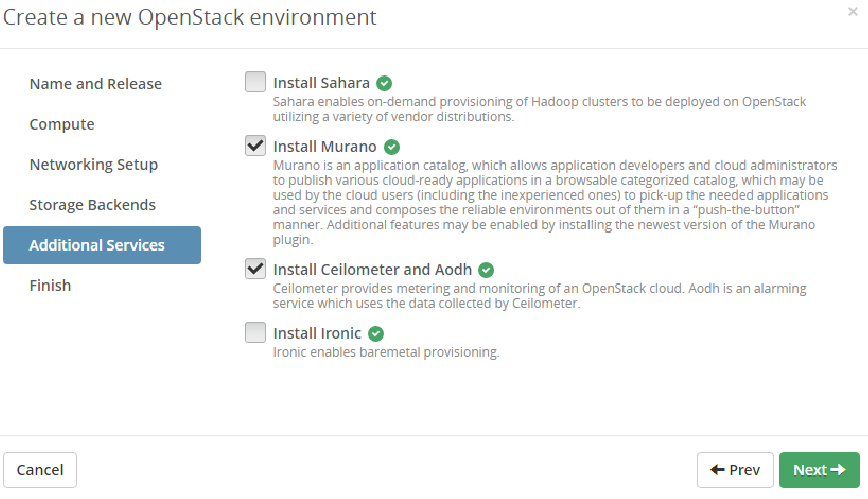 Create a new OpenStack environment
×
Name and Release
Compute
Networking Setup
Storage Backends
Additional Services
Finish
Install Sahara
Sahara enables on-demand provisioning of Hadoop clusters to be deployed on OpenStack
utilizing a variety of vendor distributions.
Install Murano
Murano is an application catalog, which allows application developers and cloud administrators
to publish various cloud-ready applications in a browsable categorized catalog, which may be
used by the cloud users (including the inexperienced ones) to pick-up the needed applications
and services and composes the reliable environments out of them in a “push-the-button”
manner. Additional features may be enabled by installing the newest version of the Murano
plugin.
Install Ceilometer and Aodh
Ceilometer provides metering and monitoring of an OpenStack cloud. Aodh is an alarming
service which uses the data collected by Ceilometer.
Install Ironic
Ironic enables baremetal provisioning.
Cancel
Prev
Next